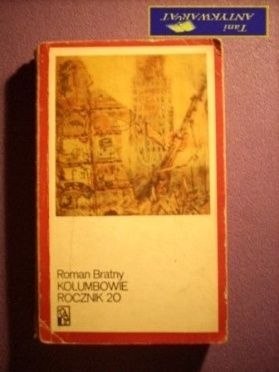 Tani
ANTYKWARIAT
Roman Bratny
KOLUMBOWIE
ROCZNIK 20